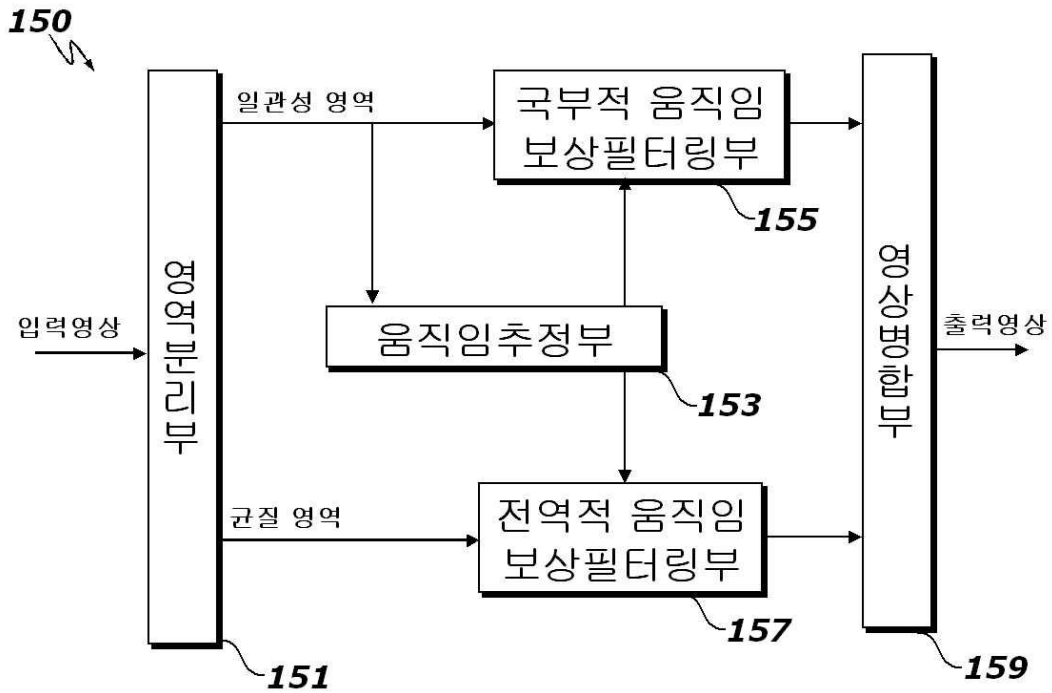 150
일관성 영역
국부적 움직임
보상필터링부
155
영역분리부
입력영상
움직임추정부
153
영상병합부
출력영상
균질 영역
전역적 움직임
보상필터링부
157
151
159